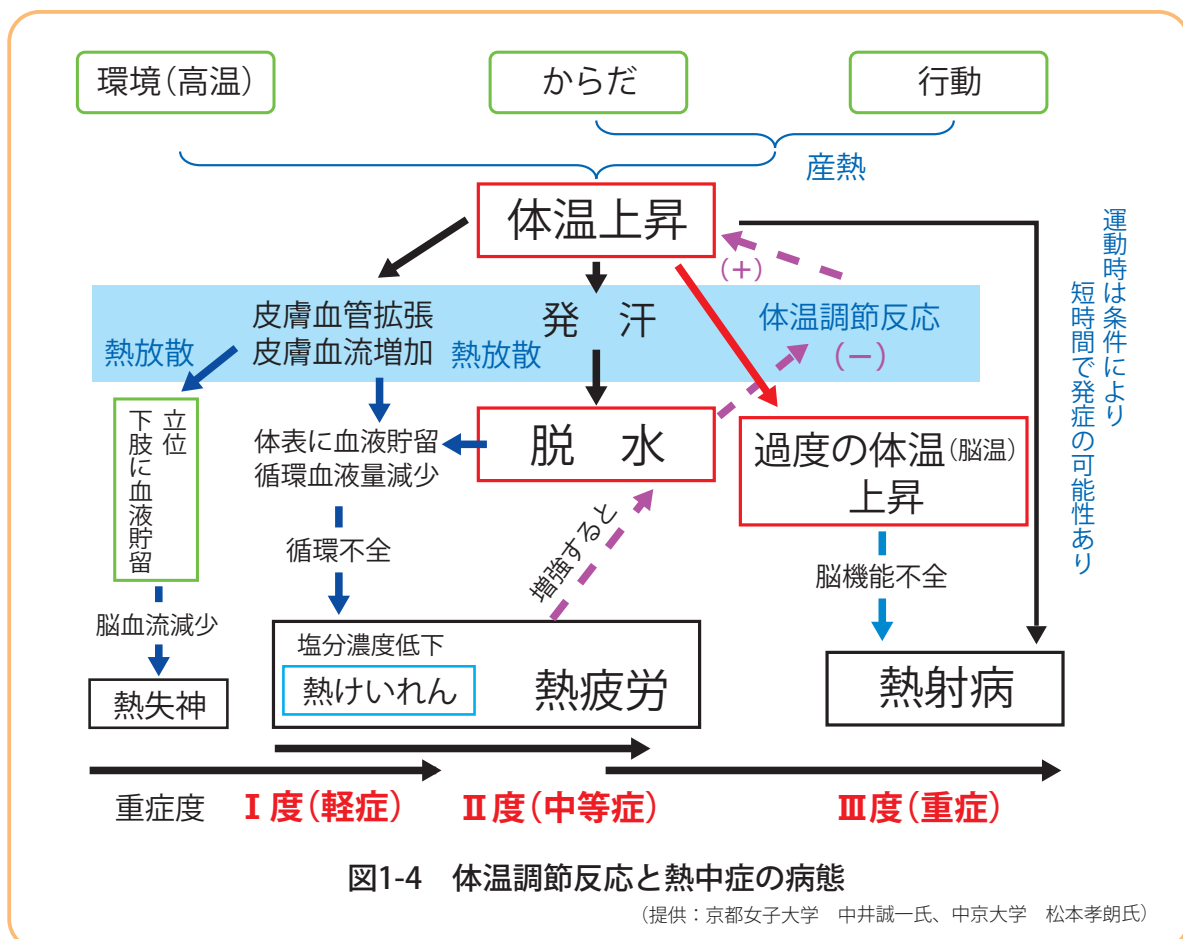 環境（高温）
からだ
行動
産熱
体温上昇
（＋）
運動時は条件により
短時間で発症の可能性あり
皮膚血管拡張
皮膚血流増加
熱放散
発　汗
熱放散
体温調節反応
（－）
立位
下肢に血液貯留
体表に血液貯留
循環血液量減少
脱　水
過度の体温（脳温）
上昇
循環不全
増強すると
脳機能不全
脳血流減少
塩分濃度低下
熱けいれん
熱疲労
熱射病
熱失神
重症度
Ⅰ度（軽症）
Ⅱ度（中等症）
Ⅲ度（重症）
図1-4　体温調節反応と熱中症の病態
（提供：京都女子大学　中井誠一氏、中京大学　松本孝朗氏）